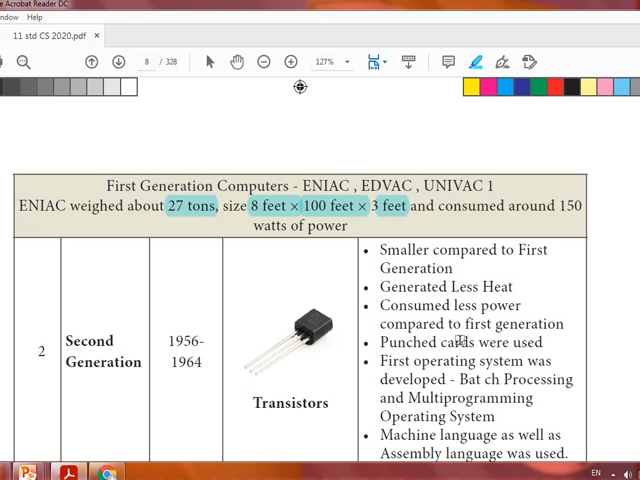 e Acrobat Reader DC
ndow Help
11 std CS 2020.pdf ×
8 / 328
127%
First Generation Computers - ENIAC , EDVAC , UNIVAC 1
ENIAC weighed about 27 tons, size 8 feet × 100 feet × 3 feet and consumed around 150
watts of power
2
Second
Generation
1956-
1964
Transistors
• Smaller compared to First
Generation
• Generated Less Heat
• Consumed less power
compared to first generation
• Punched cards were used
• First operating system was
developed - Bat ch Processing
and Multiprogramming
Operating System
• Machine language as well as
Assembly language was used.
EN